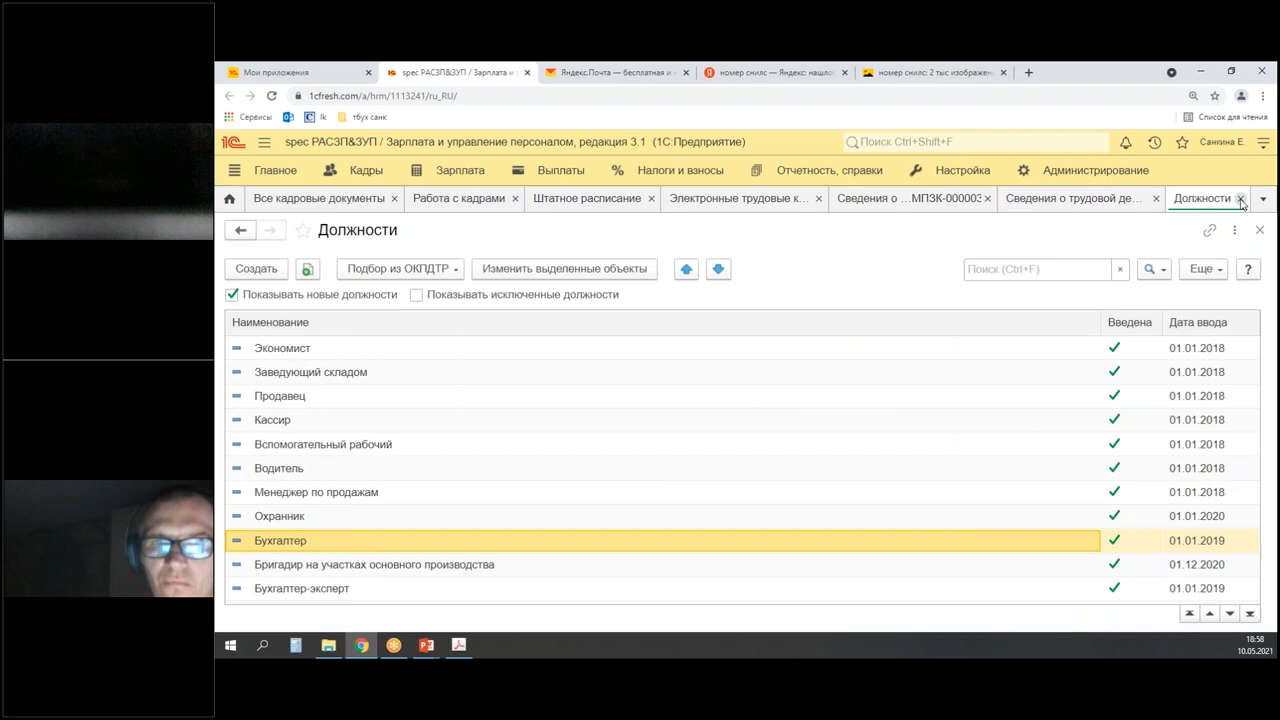 Мои приложения
spec РАСЗП&ЗУП / Зарплата и
Яндекс.Почта — бесплатная и
номер снилс — Яндекс: нашлос
номер снилс: 2 тыс изображен
1cfresh.com/a/hrm/1113241/ru_RU/
Сервисы
lk
тбух санк
Список для чтения
spec РАСЗП&ЗУП / Зарплата и управление персоналом, редакция 3.1 (1С:Предприятие)
Поиск Ctrl+Shift+F
Санкина Е.
Главное
Кадры
Зарплата
Выплаты
Налоги и взносы
Отчетность, справки
Настройка
Администрирование
Все кадровые документы
Работа с кадрами
Штатное расписание
Электронные трудовые к...
Сведения о ...МПЗК-000003
Сведения о трудовой де...
Должности
Должности
Создать
Подбор из ОКПДТР
Изменить выделенные объекты
Поиск (Ctrl+F)
Еще
?
Показывать новые должности
Показывать исключенные должности
Наименование Введена Дата ввода
Экономист 01.01.2018
Заведующий складом 01.01.2018
Продавец 01.01.2018
Кассир 01.01.2018
Вспомогательный рабочий 01.01.2018
Водитель 01.01.2018
Менеджер по продажам 01.01.2018
Охранник 01.01.2020
Бухгалтер 01.01.2019
Бригадир на участках основного производства 01.12.2020
Бухгалтер-эксперт 01.01.2019
18:58
10.05.2021